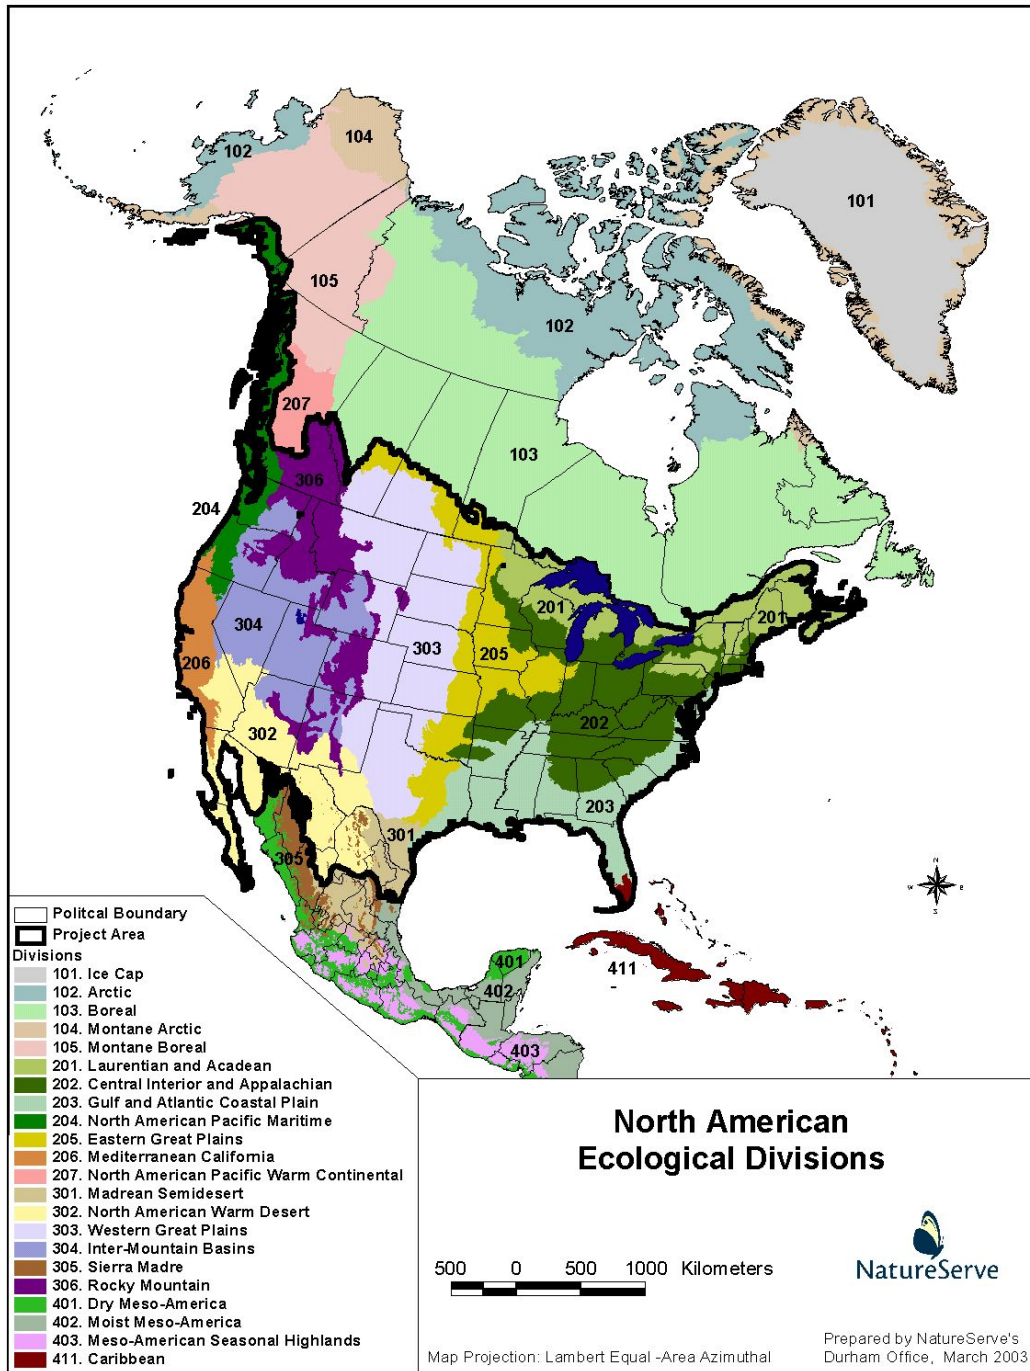 104
102
101
105
102
207
103
306
204
201
201
304
303
205
206
202
302
203
301
305
401
411
402
403
N
W
E
S
Politcal Boundary
Project Area
Divisions
101. Ice Cap
102. Arctic
103. Boreal
104. Montane Arctic
105. Montane Boreal
201. Laurentian and Acadean
202. Central Interior and Appalachian
203. Gulf and Atlantic Coastal Plain
204. North American Pacific Maritime
205. Eastern Great Plains
206. Mediterranean California
207. North American Pacific Warm Continental
301. Madrean Semidesert
302. North American Warm Desert
303. Western Great Plains
304. Inter-Mountain Basins
305. Sierra Madre
306. Rocky Mountain
401. Dry Meso-America
402. Moist Meso-America
403. Meso-American Seasonal Highlands
411. Caribbean
North American
Ecological Divisions
500 0 500 1000 Kilometers
NatureServe
Map Projection: Lambert Equal -Area Azimuthal
Prepared by NatureServe's
Durham Office, March 2003